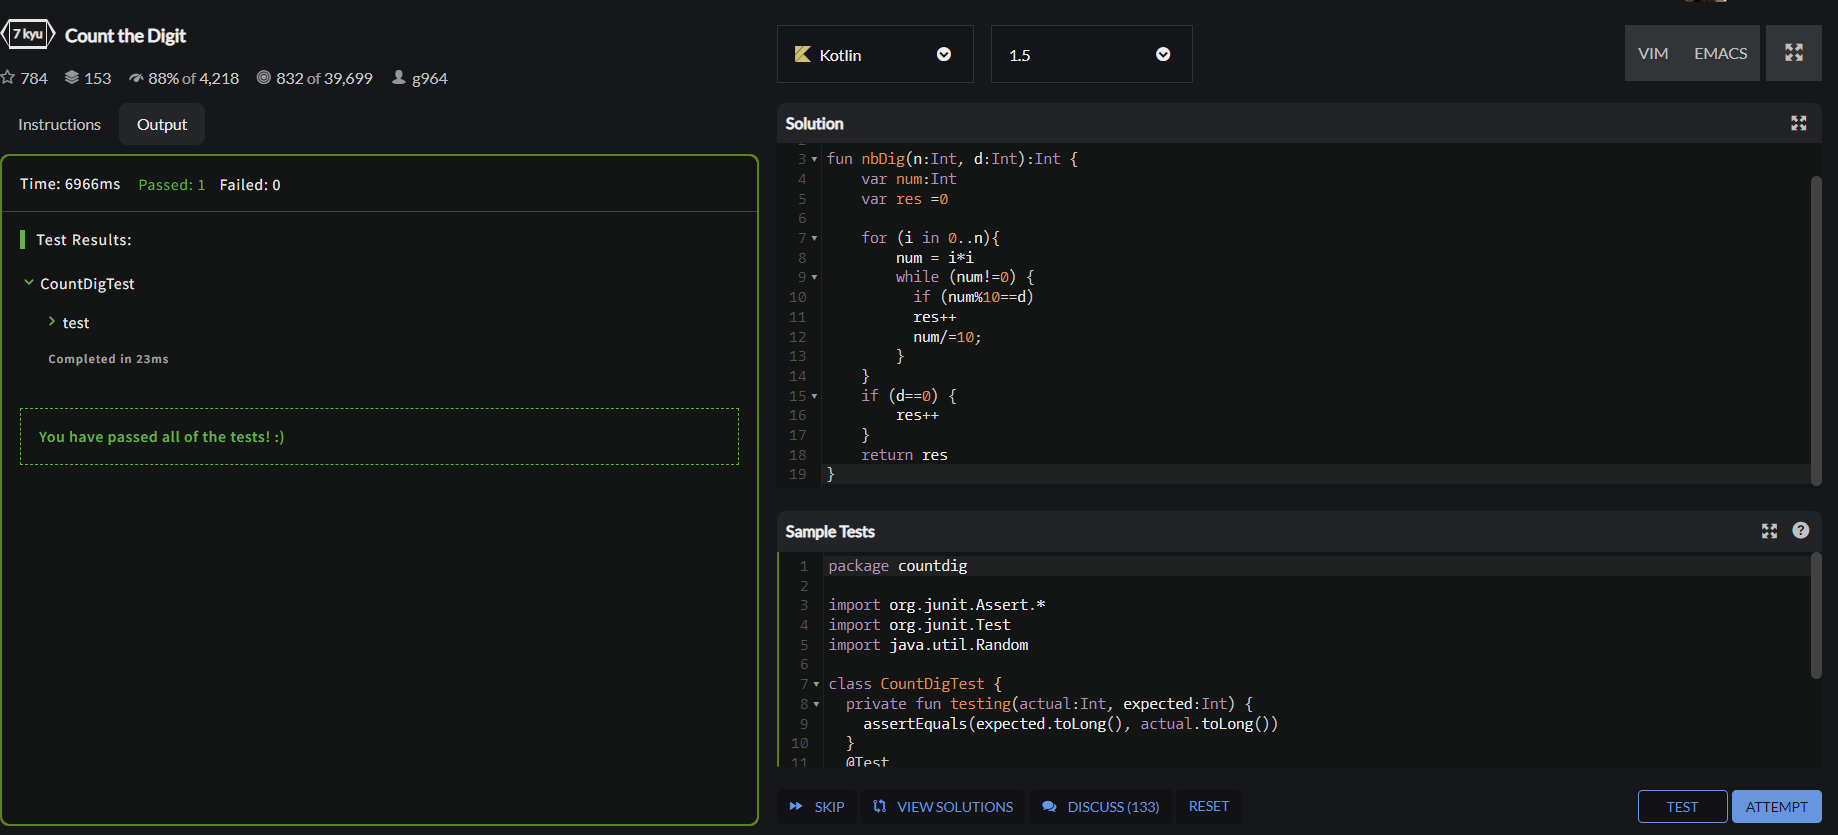 7 kyu Count the Digit
784 153 88% of 4,218 832 of 39,699 g964
Instructions Output
Time: 6966ms Passed: 1 Failed: 0
Test Results:
CountDigTest
test
Completed in 23ms
You have passed all of the tests! :)
Kotlin 1.5 VIM EMACS
Solution
3 fun nbDig(n:Int, d:Int):Int {
4 var num:Int
5 var res =0
6
7 for (i in 0..n){
8 num = i*i
9 while (num!=0) {
10 if (num%10==d)
11 res++
12 num/=10;
13 }
14 }
15 if (d==0) {
16 res++
17 }
18 return res
19 }
Sample Tests ?
1 package countdig
2
3 import org.junit.Assert.*
4 import org.junit.Test
5 import java.util.Random
6
7 class CountDigTest {
8 private fun testing(actual:Int, expected:Int) {
9 assertEquals(expected.toLong(), actual.toLong())
10 }
11 @Test
SKIP VIEW SOLUTIONS DISCUSS (133) RESET TEST ATTEMPT